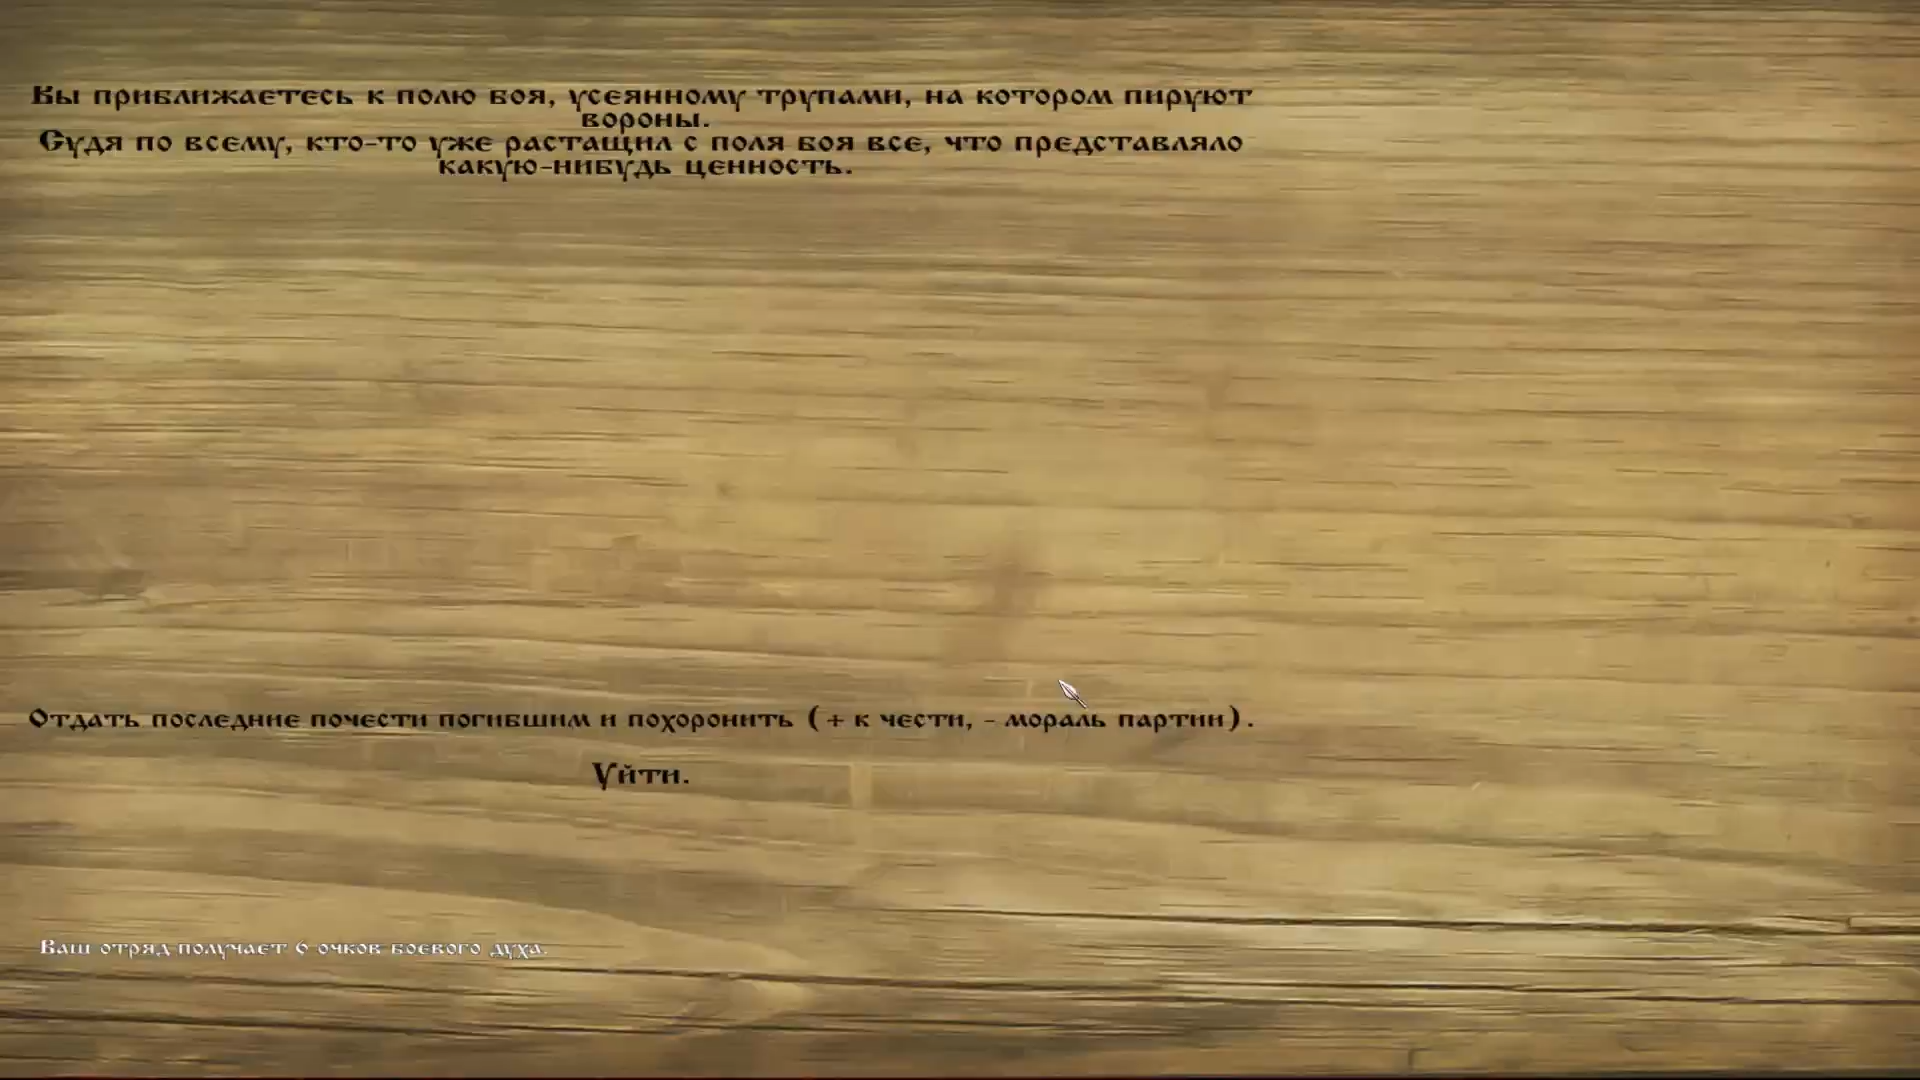 Вы приближаетесь к полю боя, усеянному трупами, на котором пируют
вороны.
Судя по всему, кто-то уже растащил с поля боя все, что представляло
какую-нибудь ценность.
Отдать последние почести погибшим и похоронить (+ к чести, - мораль партии).
Уйти.
Ваш отряд получает 6 очков боевого духа.